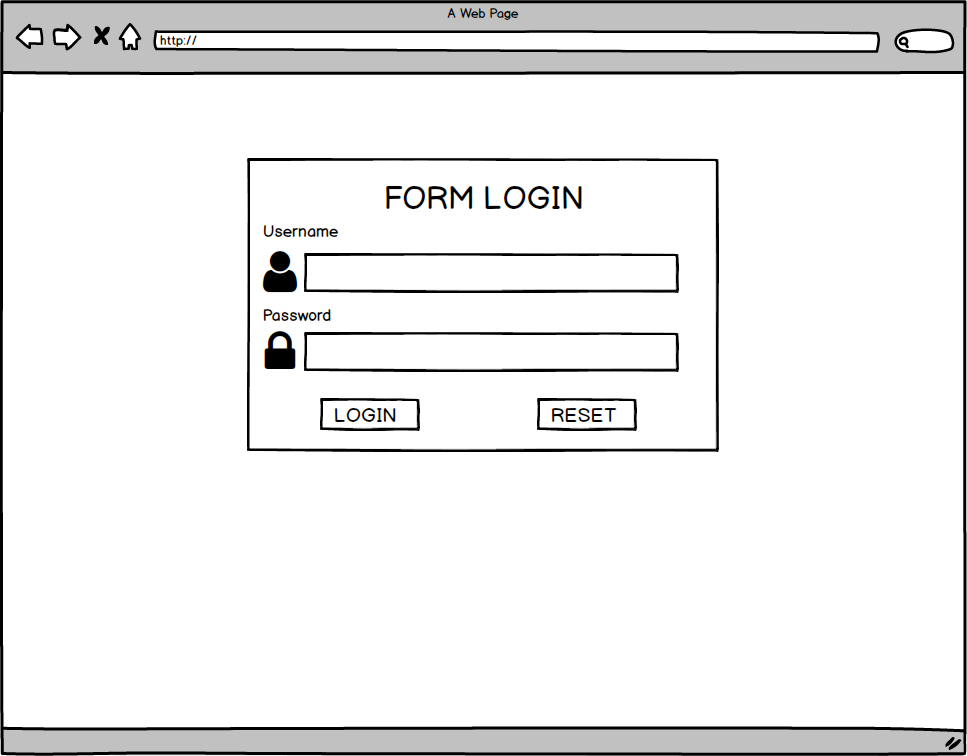 A Web Page
http://
FORM LOGIN
Username
Password
LOGIN
RESET